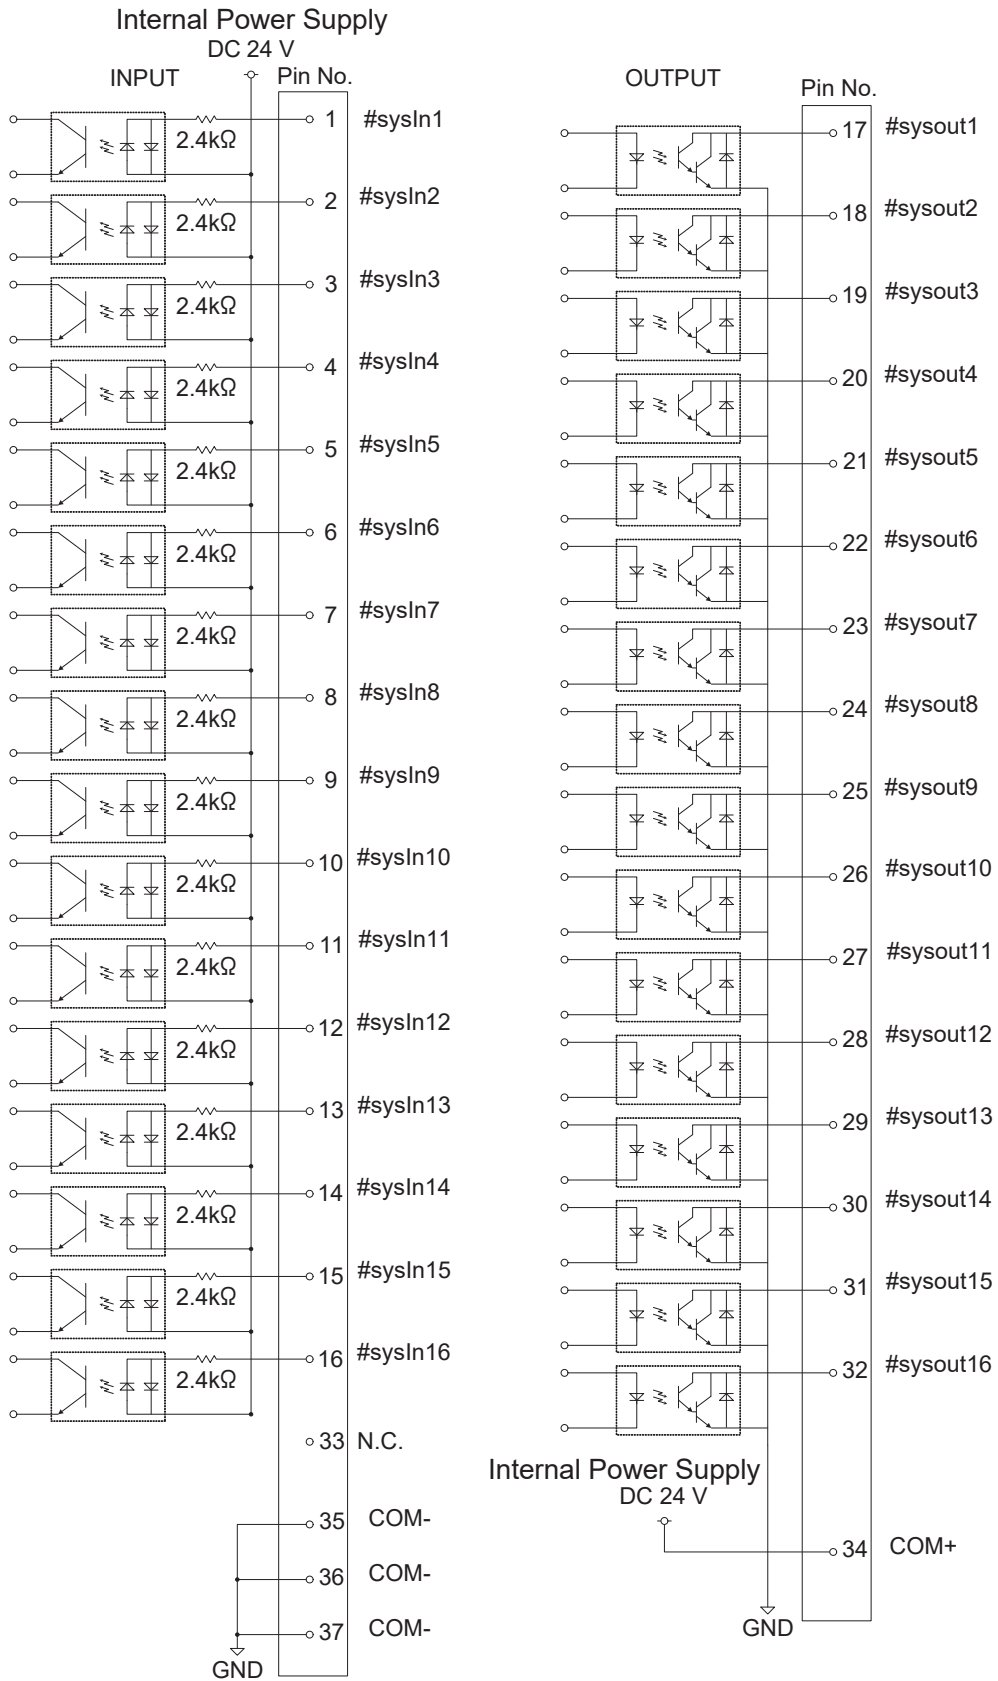 Internal Power Supply
DC 24 V
INPUT
Pin No.
1 #sysIn1
2.4kΩ
2 #sysIn2
2.4kΩ
3 #sysIn3
2.4kΩ
4 #sysIn4
2.4kΩ
5 #sysIn5
2.4kΩ
6 #sysIn6
2.4kΩ
7 #sysIn7
2.4kΩ
8 #sysIn8
2.4kΩ
9 #sysIn9
2.4kΩ
10 #sysIn10
2.4kΩ
11 #sysIn11
2.4kΩ
12 #sysIn12
2.4kΩ
13 #sysIn13
2.4kΩ
14 #sysIn14
2.4kΩ
15 #sysIn15
2.4kΩ
16 #sysIn16
2.4kΩ
33 N.C.
35 COM-
36 COM-
37 COM-
GND
OUTPUT
Pin No.
17 #sysout1
18 #sysout2
19 #sysout3
20 #sysout4
21 #sysout5
22 #sysout6
23 #sysout7
24 #sysout8
25 #sysout9
26 #sysout10
27 #sysout11
28 #sysout12
29 #sysout13
30 #sysout14
31 #sysout15
32 #sysout16
Internal Power Supply
DC 24 V
34 COM+
GND